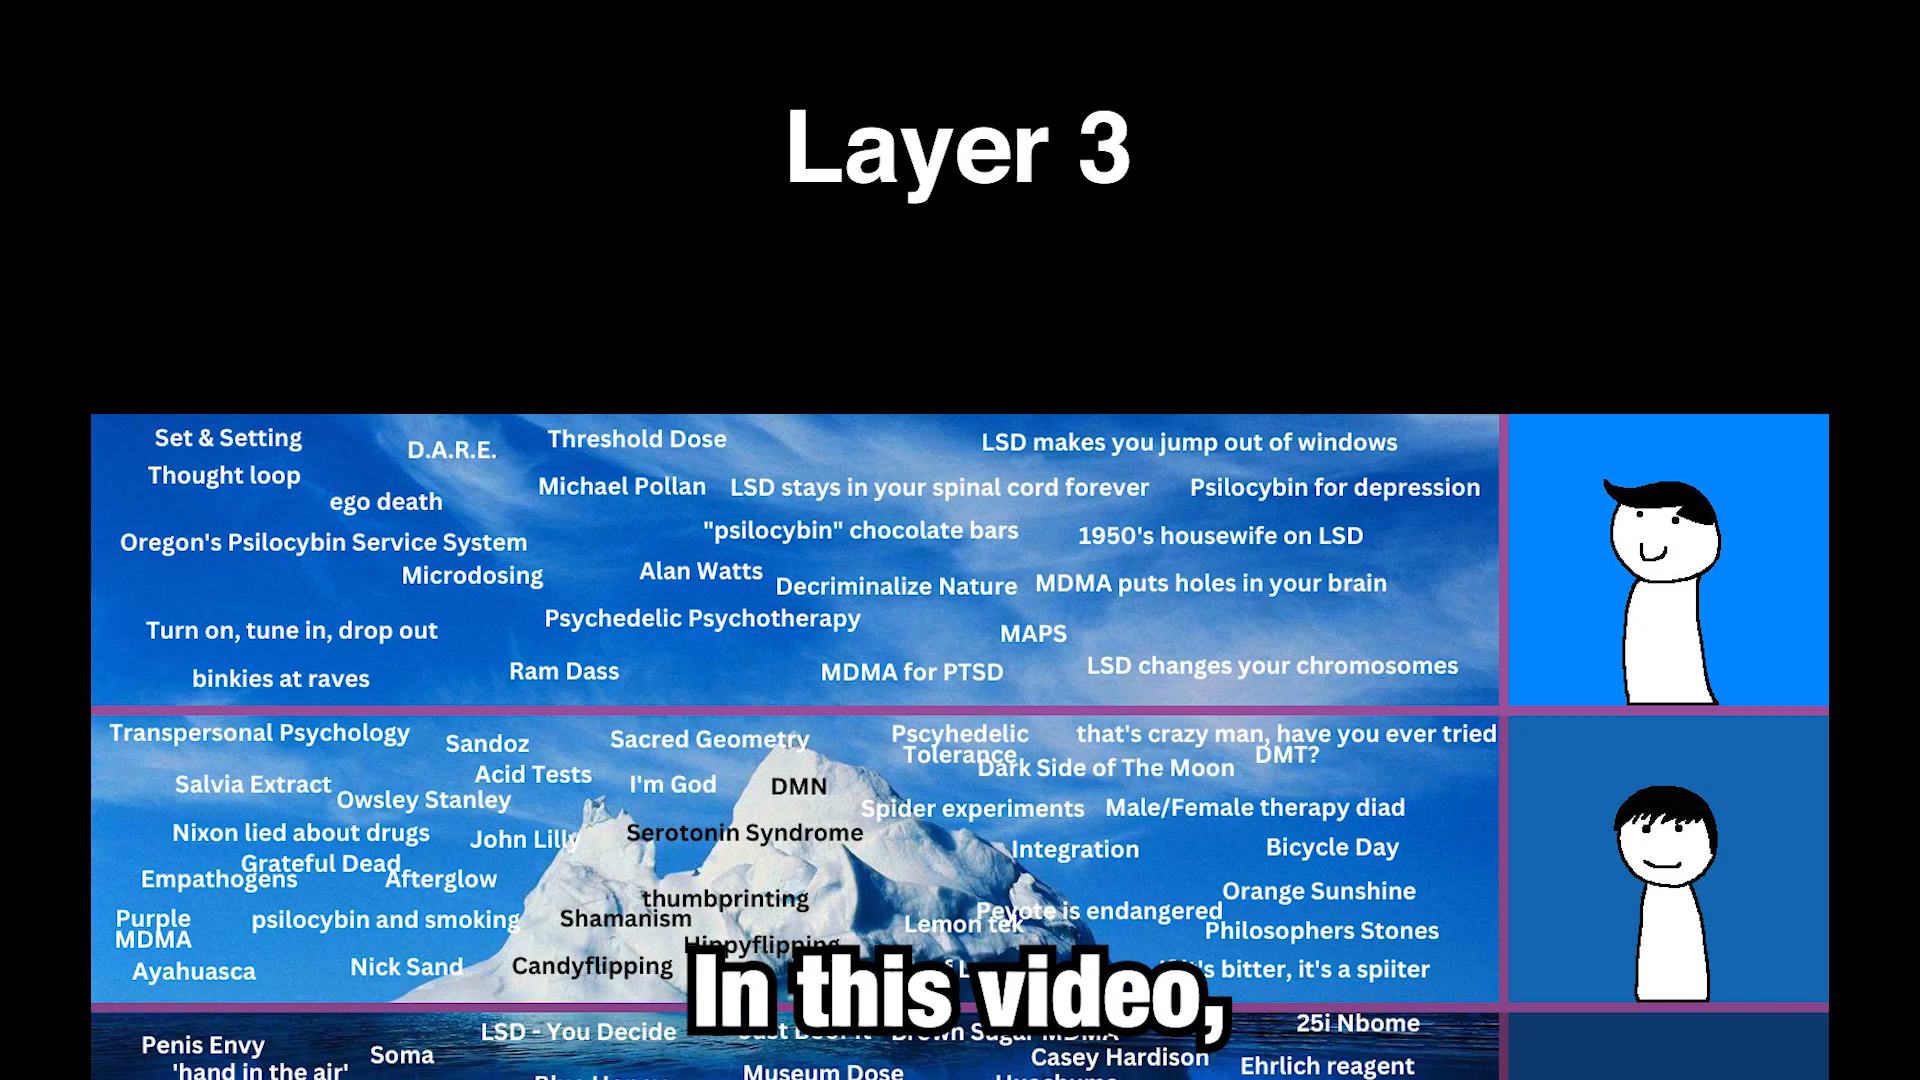 Layer 3
Set & Setting
D.A.R.E.
Threshold Dose
LSD makes you jump out of windows
Thought loop
ego death
Michael Pollan
LSD stays in your spinal cord forever
Psilocybin for depression
Oregon's Psilocybin Service System
"psilocybin" chocolate bars
1950's housewife on LSD
Microdosing
Alan Watts
Decriminalize Nature
MDMA puts holes in your brain
Turn on, tune in, drop out
Psychedelic Psychotherapy
MAPS
binkies at raves
Ram Dass
MDMA for PTSD
LSD changes your chromosomes
Transpersonal Psychology
Sandoz
Sacred Geometry
Pscyhedelic
Tolerance
that's crazy man, have you ever tried
DMT?
Acid Tests
Dark Side of The Moon
Salvia Extract
I'm God
DMN
Owsley Stanley
Spider experiments
Male/Female therapy diad
Nixon lied about drugs
John Lilly
Serotonin Syndrome
Integration
Bicycle Day
Grateful Dead
Empathogens
Afterglow
thumbprinting
Orange Sunshine
Purple
MDMA
psilocybin and smoking
Shamanism
Lemon tek
Peyote is endangered
Philosophers Stones
Hippyflipping
Ayahuasca
Nick Sand
Candyflipping
bitter, it's a spiiter
In this video,
Penis Envy
Soma
LSD - You Decide
Sugar MDMA
25i Nbome
'hand in the air'
Museum Dose
Casey Hardison
Ehrlich reagent